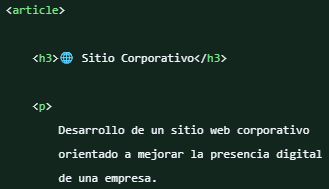 <article>
<h3>🌐 Sitio Corporativo</h3>
<p>
Desarrollo de un sitio web corporativo
orientado a mejorar la presencia digital
de una empresa.